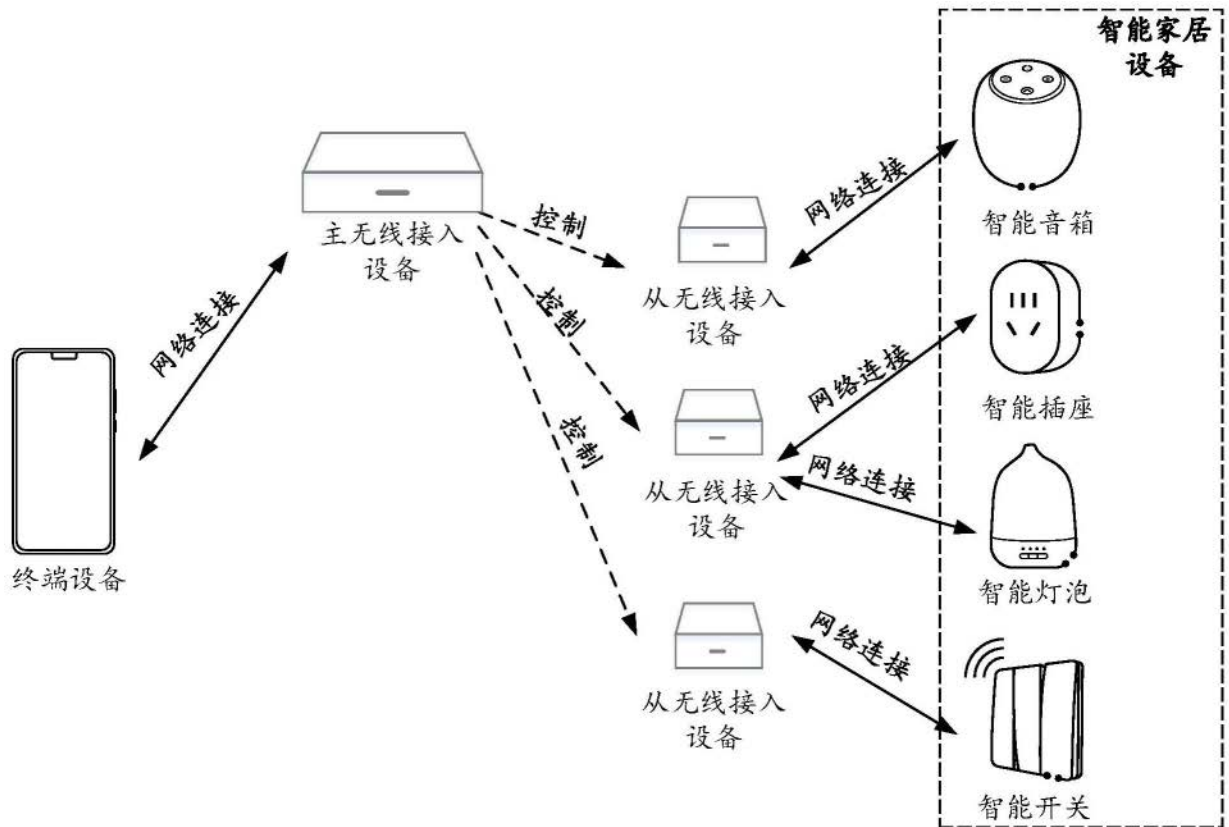 智能家居
设备
网络连接
智能音箱
控制
主无线接入
设备
从无线接入
设备
控制
网络连接
网络连接
智能插座
控制
网络连接
从无线接入
设备
终端设备
智能灯泡
网络连接
从无线接入
设备
智能开关